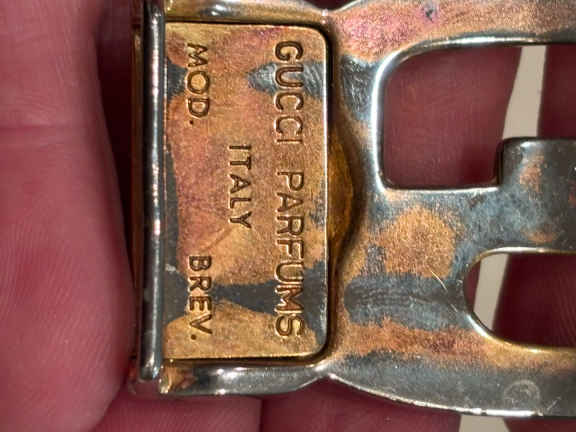 GUCCI PARFUMS
ITALY
MOD. BREV.